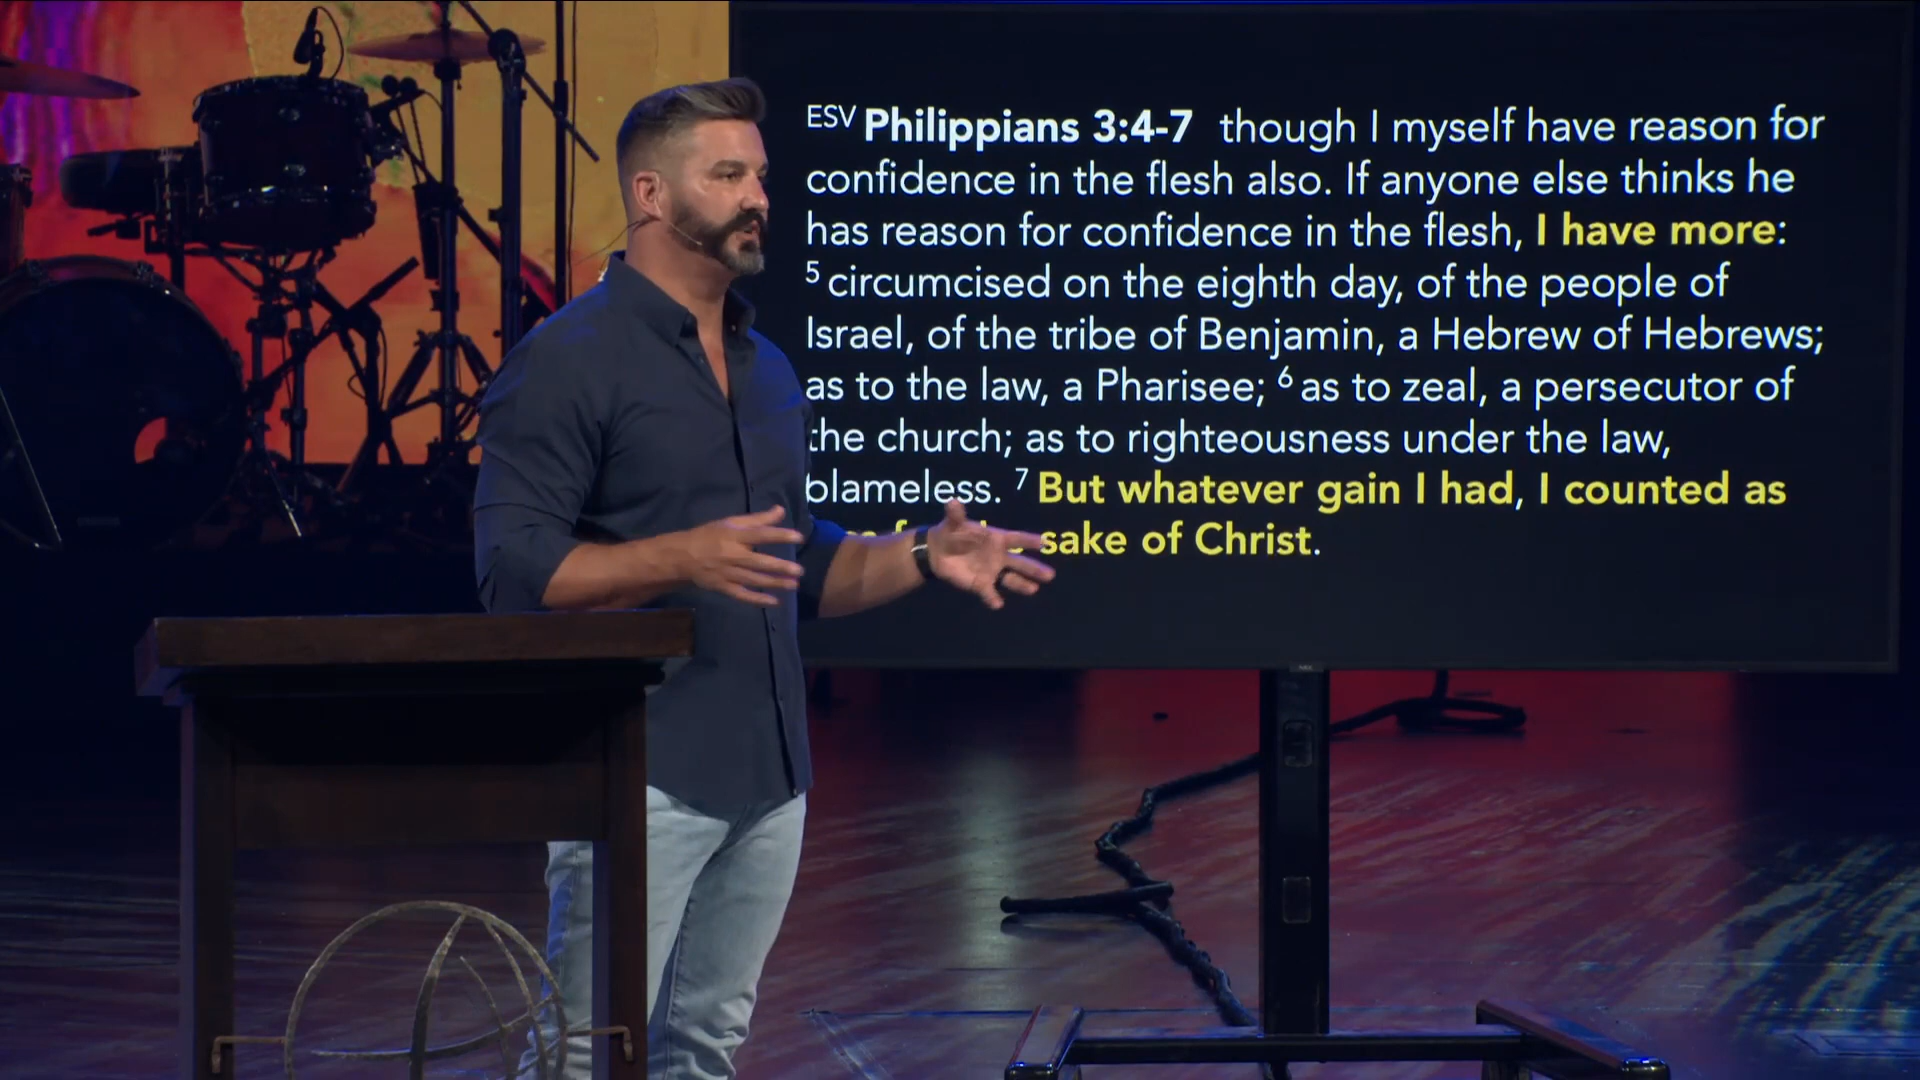 ESV Philippians 3:4-7 though I myself have reason for
confidence in the flesh also. If anyone else thinks he
has reason for confidence in the flesh, I have more:
5 circumcised on the eighth day, of the people of
Israel, of the tribe of Benjamin, a Hebrew of Hebrews;
as to the law, a Pharisee; 6 as to zeal, a persecutor of
the church; as to righteousness under the law,
blameless. 7 But whatever gain I had, I counted as
sake of Christ.